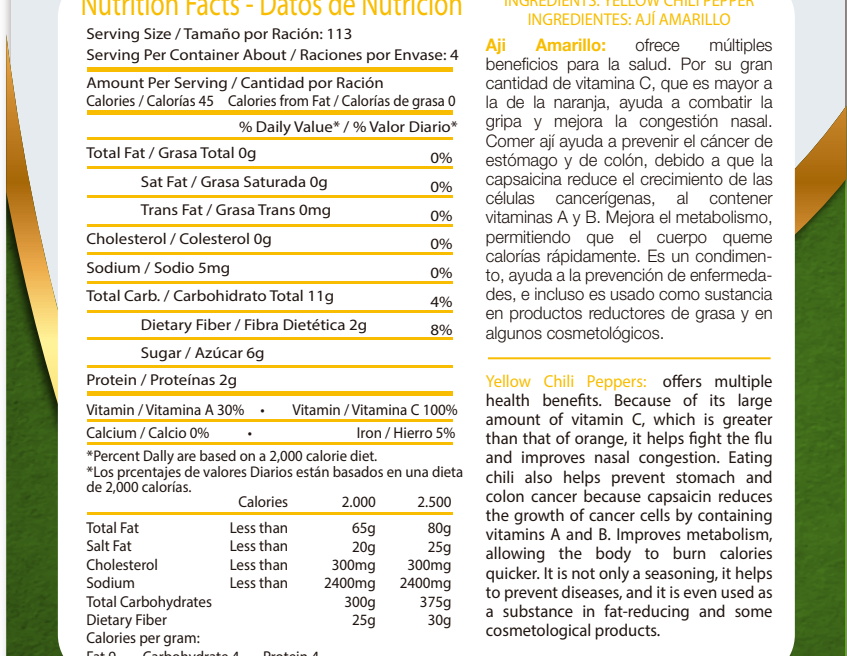 Nutrition Facts - Datos de Nutrición
Serving Size / Tamaño por Ración: 113
Serving Per Container About / Raciones por Envase: 4
Amount Per Serving / Cantidad por Ración
Calories / Calorías 45 Calories from Fat / Calorías de grasa 0
% Daily Value* / % Valor Diario*
Total Fat / Grasa Total 0g 0%
Sat Fat / Grasa Saturada 0g 0%
Trans Fat / Grasa Trans 0mg 0%
Cholesterol / Colesterol 0g 0%
Sodium / Sodio 5mg 0%
Total Carb. / Carbohidrato Total 11g 4%
Dietary Fiber / Fibra Dietética 2g 8%
Sugar / Azúcar 6g
Protein / Proteínas 2g
Vitamin / Vitamina A 30% • Vitamin / Vitamina C 100%
Calcium / Calcio 0% • Iron / Hierro 5%
*Percent Dally are based on a 2,000 calorie diet.
*Los prcentajes de valores Diarios están basados en una dieta
de 2,000 calorías.
Calories 2.000 2.500
Total Fat Less than 65g 80g
Salt Fat Less than 20g 25g
Cholesterol Less than 300mg 300mg
Sodium Less than 2400mg 2400mg
Total Carbohydrates 300g 375g
Dietary Fiber 25g 30g
Calories per gram:
Fat 9 Carbohydrate 4 Protein 4
INGREDIENTS: YELLOW CHILI PEPPER
INGREDIENTES: AJÍ AMARILLO
Aji Amarillo: ofrece múltiples
beneficios para la salud. Por su gran
cantidad de vitamina C, que es mayor a
la de la naranja, ayuda a combatir la
gripa y mejora la congestión nasal.
Comer ají ayuda a prevenir el cáncer de
estómago y de colón, debido a que la
capsaicina reduce el crecimiento de las
células cancerígenas, al contener
vitaminas A y B. Mejora el metabolismo,
permitiendo que el cuerpo queme
calorías rápidamente. Es un condimen-
to, ayuda a la prevención de enfermeda-
des, e incluso es usado como sustancia
en productos reductores de grasa y en
algunos cosmetológicos.
Yellow Chili Peppers: offers multiple
health benefits. Because of its large
amount of vitamin C, which is greater
than that of orange, it helps fight the flu
and improves nasal congestion. Eating
chili also helps prevent stomach and
colon cancer because capsaicin reduces
the growth of cancer cells by containing
vitamins A and B. Improves metabolism,
allowing the body to burn calories
quicker. It is not only a seasoning, it helps
to prevent diseases, and it is even used as
a substance in fat-reducing and some
cosmetological products.